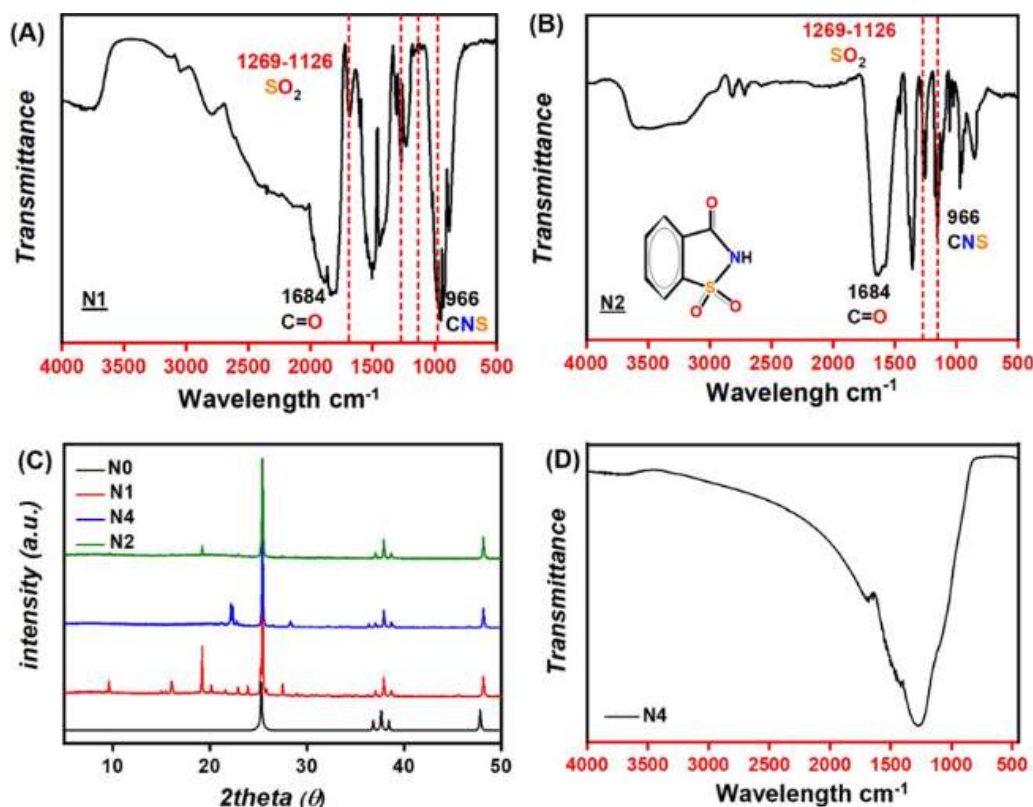 (A)
1269-1126
SO2
Transmittance
N1
1684
C=O
966
CNS
4000 3500 3000 2500 2000 1500 1000 500
Wavelength cm-1
(B)
1269-1126
SO2
Transmittance
O
NH
S
O
O
N2
966
CNS
1684
C=O
4000 3500 3000 2500 2000 1500 1000 500
Wavelength cm-1
(C)
N0
N1
N4
N2
intensity (a.u.)
10 20 30 40 50
2theta (θ)
(D)
Transmittance
N4
4000 3500 3000 2500 2000 1500 1000 500
Wavelength cm-1